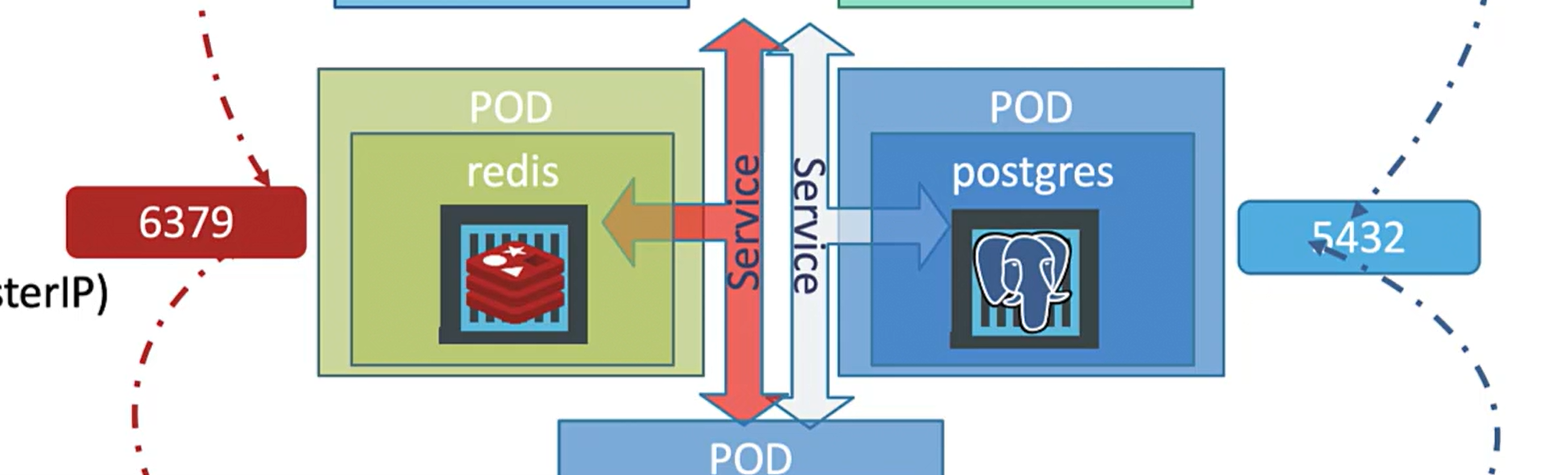 POD
redis
6379
sterIP)
Service
Service
POD
postgres
5432
POD